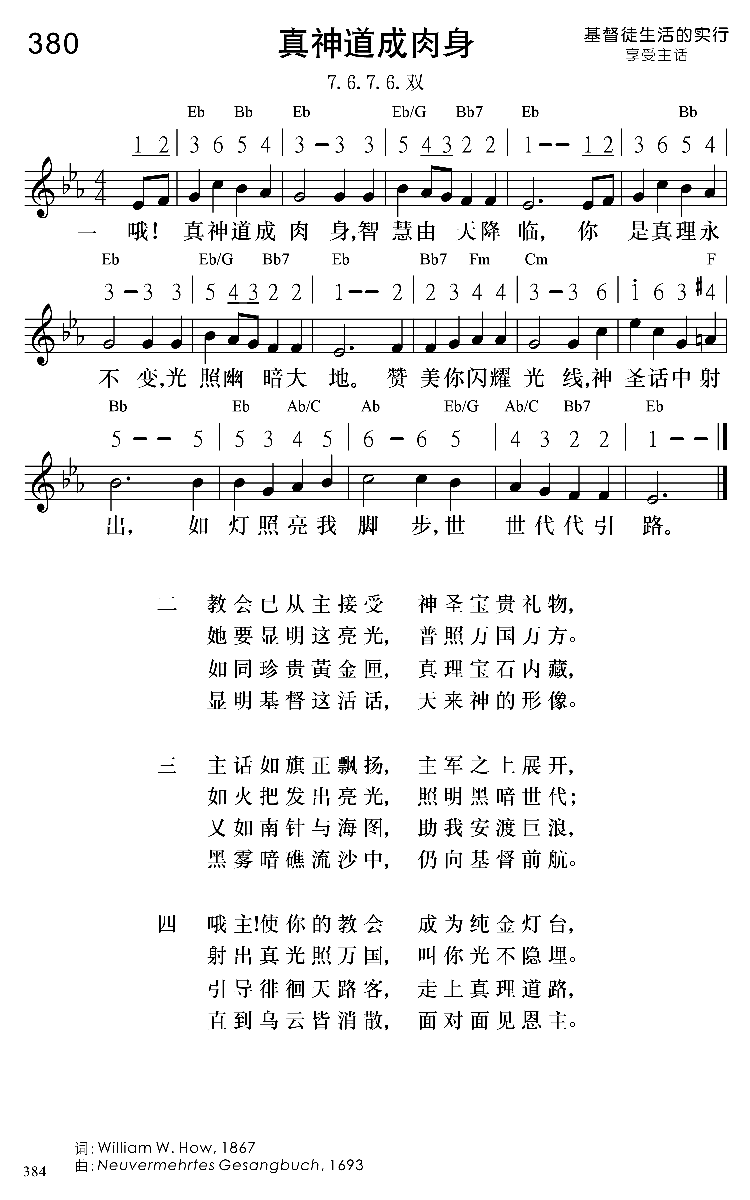 380
真神道成肉身
基督徒生活的实行
享受主话
7.6.7.6.双
Eb Bb Eb Eb/G Bb7 Eb Bb
1 2 | 3 6 5 4 | 3 - 3 3 | 5 4 3 2 2 | 1 - - 1 2 | 3 6 5 4 |
4 4
一 哦！真神道成肉身,智慧由天降临, 你是真理永
Eb Eb/G Bb7 Eb Bb7 Fm Cm F
3 - 3 3 | 5 4 3 2 2 | 1 - - 2 | 2 3 4 4 | 3 - 3 6 | i 6 3 #4 |
不变,光照幽暗大地。赞美你闪耀光线,神圣话中射
Bb Eb Ab/C Ab Eb/G Ab/C Bb7 Eb
5 - - 5 | 5 3 4 5 | 6 - 6 5 | 4 3 2 2 | 1 - - ‖
出, 如灯照亮我脚步,世世代代引路。
二 教会已从主接受 神圣宝贵礼物,
她要显明这亮光, 普照万国万方。
如同珍贵黄金匣, 真理宝石内藏,
显明基督这活话, 天来神的形像。
三 主话如旗正飘扬, 主军之上展开,
如火把发出亮光, 照明黑暗世代;
又如南针与海图, 助我安渡巨浪,
黑雾暗礁流沙中, 仍向基督前航。
四 哦主!使你的教会 成为纯金灯台,
射出真光照万国, 叫你光不隐埋。
引导徘徊天路客, 走上真理道路,
直到乌云皆消散, 面对面见恩主。
词: William W. How, 1867
曲: Neuvermehrtes Gesangbuch, 1693
384